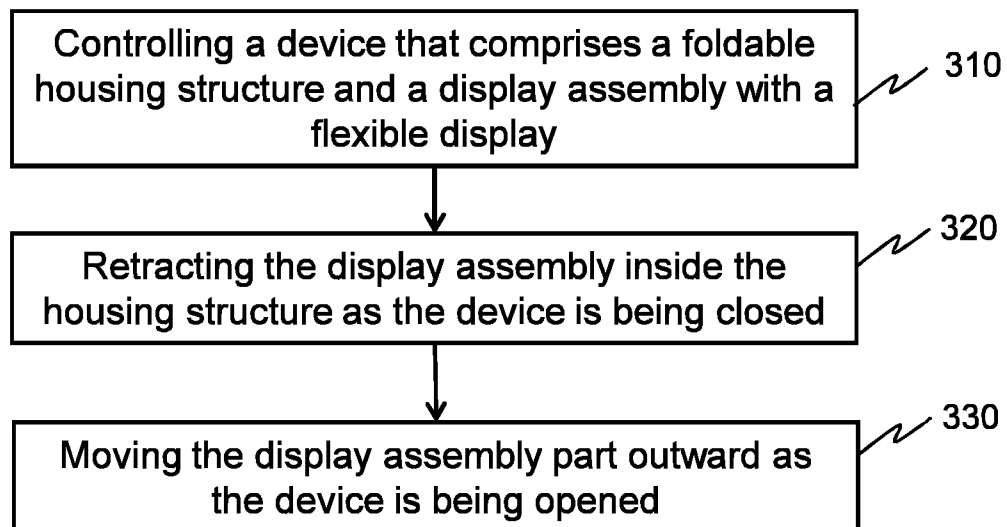 Controlling a device that comprises a foldable
housing structure and a display assembly with a
flexible display
310
Retracting the display assembly inside the
housing structure as the device is being closed
320
Moving the display assembly part outward as
the device is being opened
330